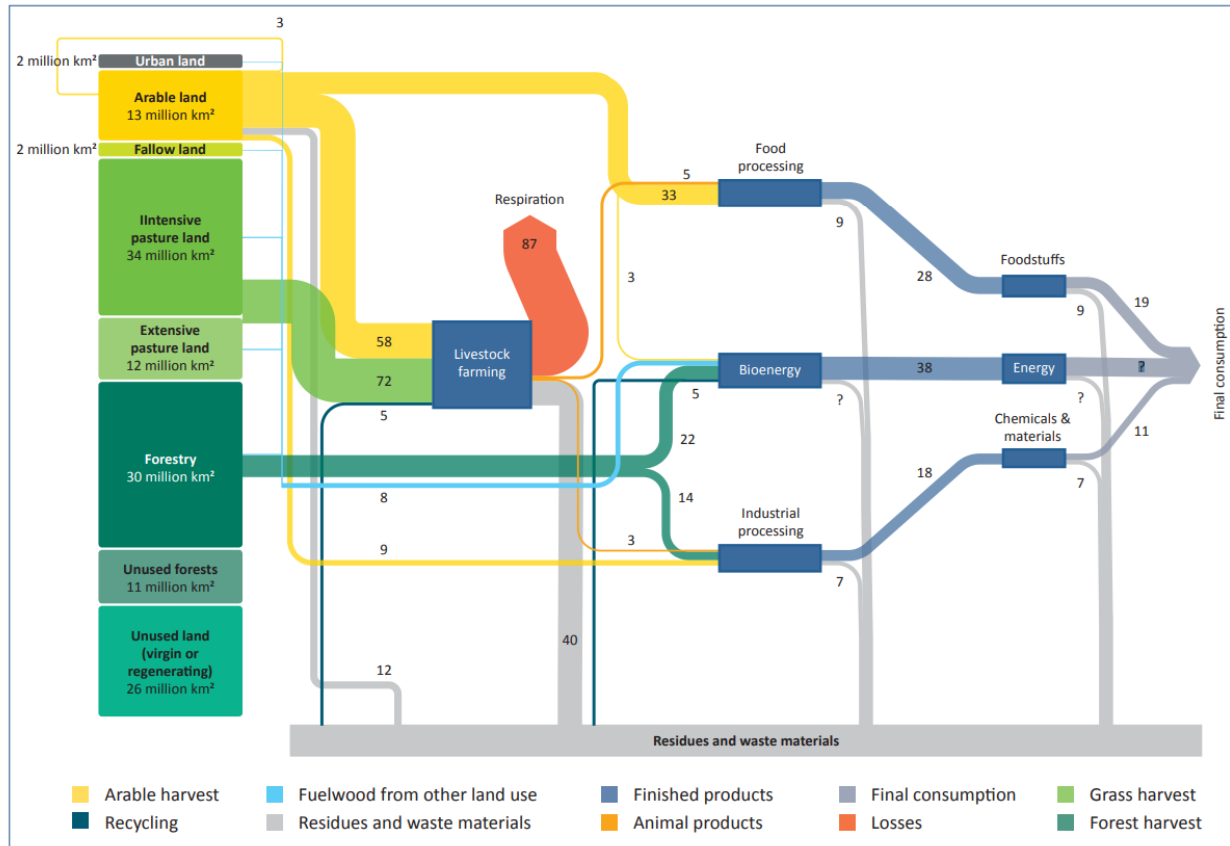 3
2 million km²
Urban land
Arable land
13 million km²
2 million km²
Fallow land
IIntensive
pasture land
34 million km²
Extensive
pasture land
12 million km²
Forestry
30 million km²
Unused forests
11 million km²
Unused land
(virgin or
regenerating)
26 million km²
Respiration
87
58
72
5
Livestock
farming
8
9
12
40
5
33
3
5
22
14
3
Food
processing
9
Bioenergy
?
Industrial
processing
7
28
38
18
Foodstuffs
9
Energy
?
Chemicals &
materials
7
19
?
11
Final consumption
Residues and waste materials
Arable harvest
Fuelwood from other land use
Finished products
Final consumption
Grass harvest
Recycling
Residues and waste materials
Animal products
Losses
Forest harvest